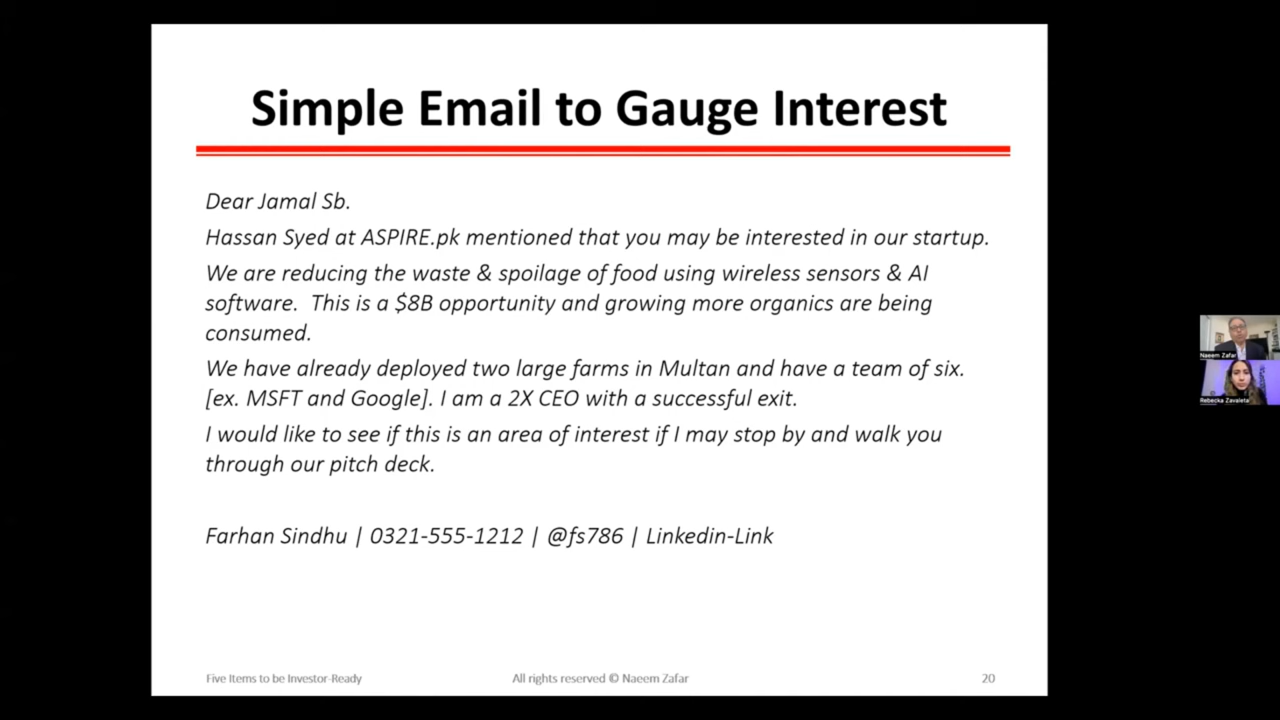 Simple Email to Gauge Interest
Dear Jamal Sb.
Hassan Syed at ASPIRE.pk mentioned that you may be interested in our startup.
We are reducing the waste & spoilage of food using wireless sensors & AI
software.  This is a $8B opportunity and growing more organics are being
consumed.
We have already deployed two large farms in Multan and have a team of six.
[ex. MSFT and Google]. I am a 2X CEO with a successful exit.
I would like to see if this is an area of interest if I may stop by and walk you
through our pitch deck.
Farhan Sindhu | 0321-555-1212 | @fs786 | Linkedin-Link
Five Items to be Investor-Ready
All rights reserved © Naeem Zafar
20
Naeem Zafar
Rebecka Zavaleta